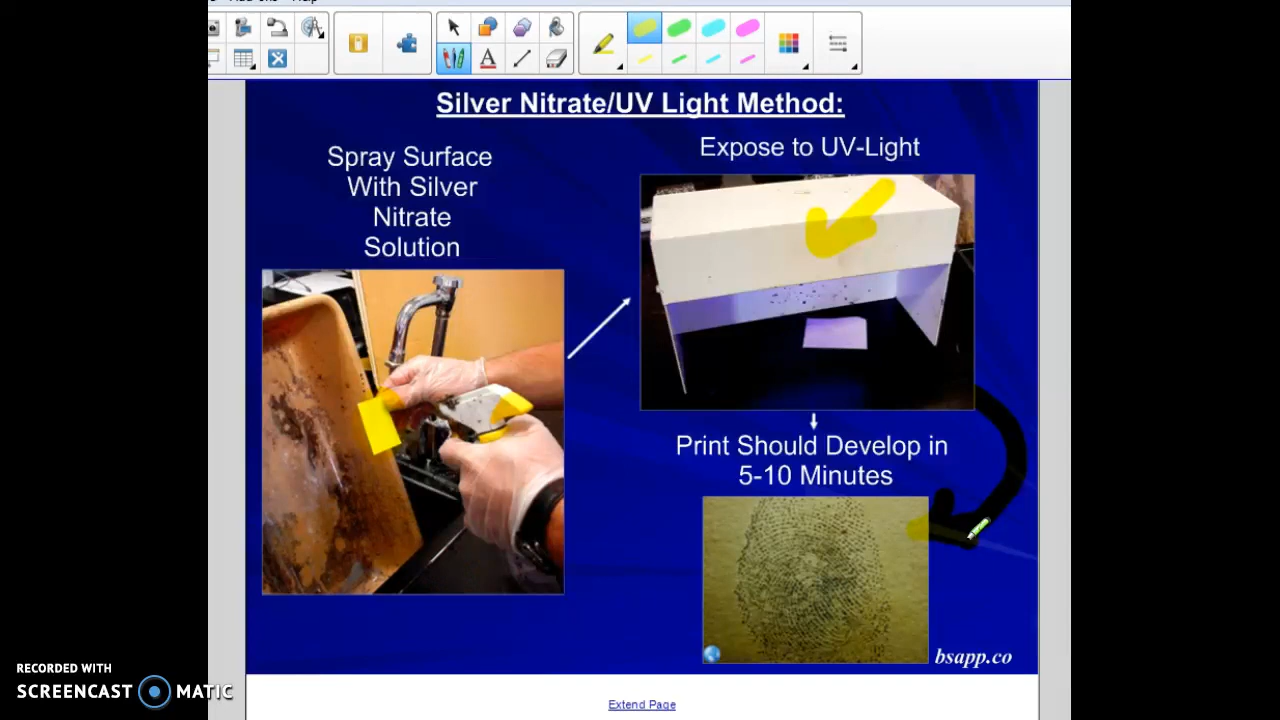 Silver Nitrate/UV Light Method:
Spray Surface
With Silver
Nitrate
Solution
Expose to UV-Light
Print Should Develop in
5-10 Minutes
bsapp.co
Extend Page
RECORDED WITH
SCREENCAST MATIC